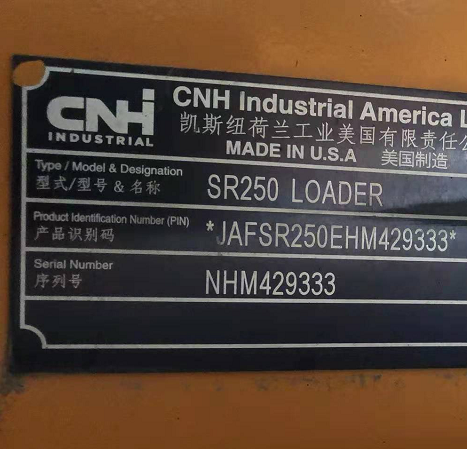 CNH
INDUSTRIAL
CNH Industrial America L
凯斯纽荷兰工业美国有限责任公
MADE IN U.S.A 美国制造
Type / Model & Designation
型式/型号 & 名称
SR250 LOADER
Product Identification Number (PIN)
产品识别码
*JAFSR250EHM429333*
Serial Number
序列号
NHM429333